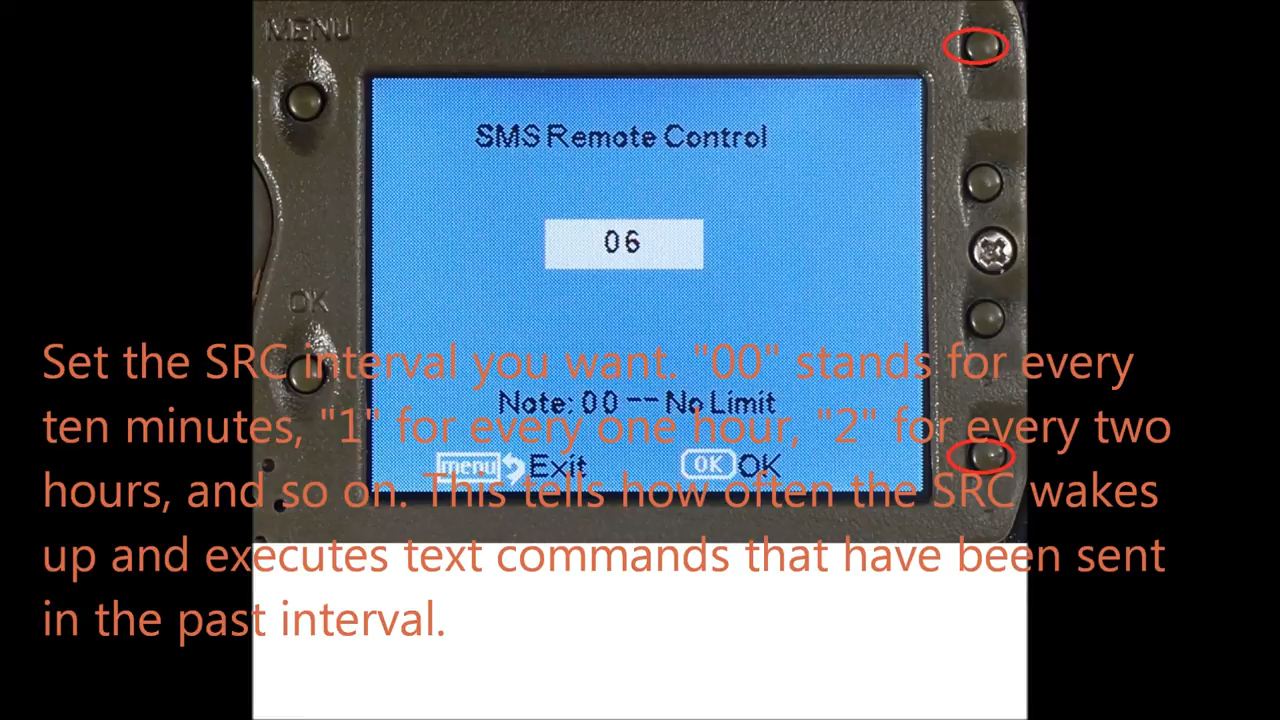 MENU
SMS Remote Control
06
OK
Set the SRC interval you want. "00" stands for every
Note: 00 -- No Limit
ten minutes, "1" for every one hour, "2" for every two
menu Exit OK OK
hours, and so on. This tells how often the SRC wakes
up and executes text commands that have been sent
in the past interval.